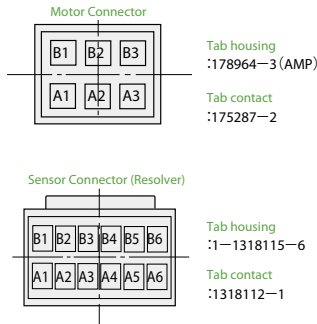 Motor Connector
B1 B2 B3
A1 A2 A3
Tab housing
:178964－3(AMP)
Tab contact
:175287－2
Sensor Connector (Resolver)
B1 B2 B3 B4 B5 B6
A1 A2 A3 A4 A5 A6
Tab housing
:1－1318115－6
Tab contact
:1318112－1